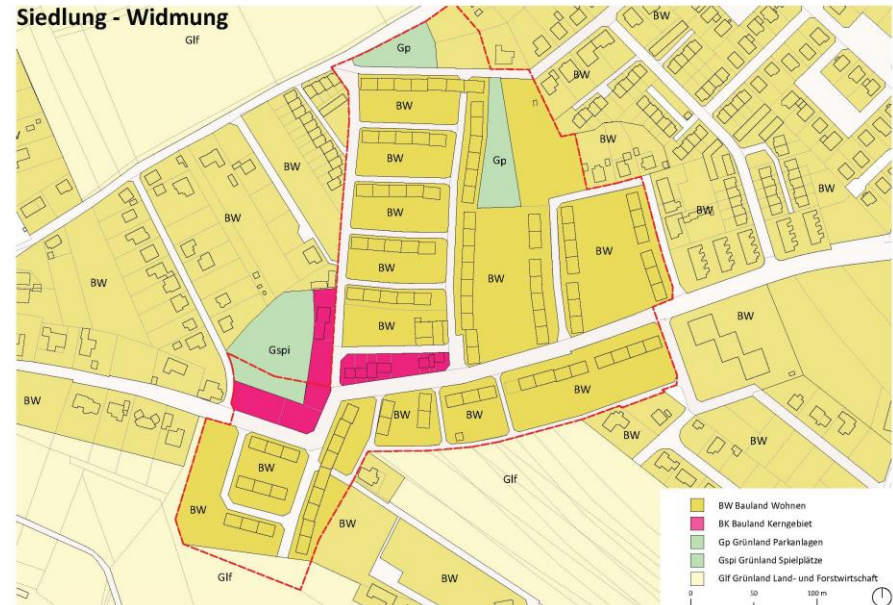 Siedlung - Widmung
Glf
Gp
BW
BW
BW
BW
n
BW
BW
BW
Gp
BW
BW
BW
BW
BW
BW
BW
BW
BW
BW
Gspi
BW
BW
BW
BW
BW
BW
BW
BW
BW
BW
Glf
BW
BW
Glf
BW
BW Bauland Wohnen
BK Bauland Kerngebiet
Gp Grünland Parkanlagen
Gspi Grünland Spielplätze
Glf Grünland Land- und Forstwirtschaft
0 50 100 m